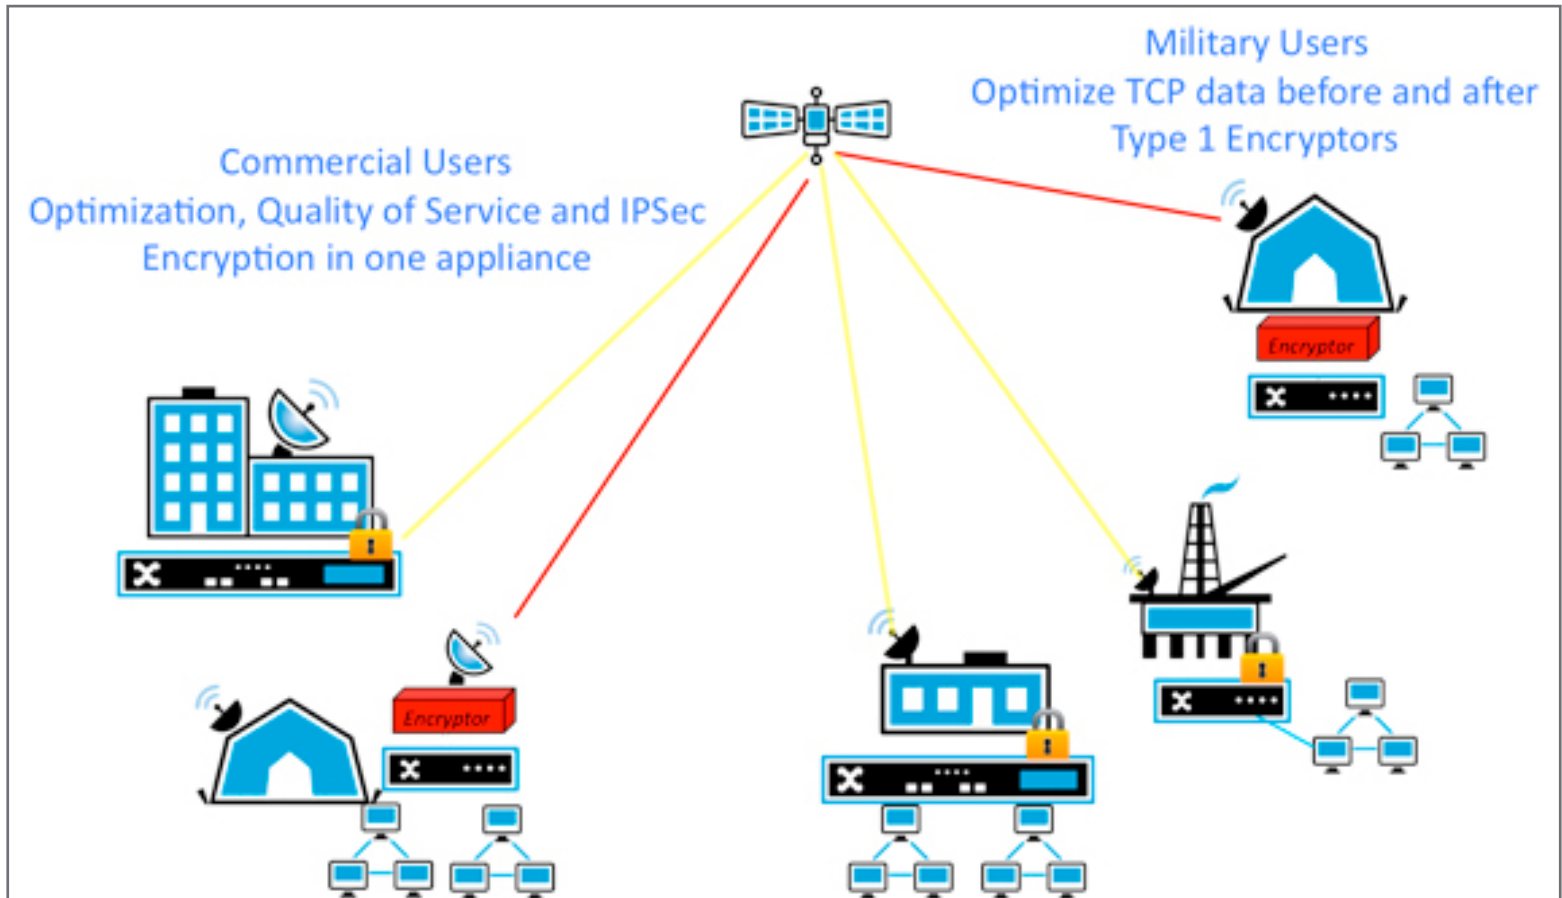 Military Users
Optimize TCP data before and after
Type 1 Encryptors
Commercial Users
Optimization, Quality of Service and IPSec
Encryption in one appliance
Encryptor
Encryptor